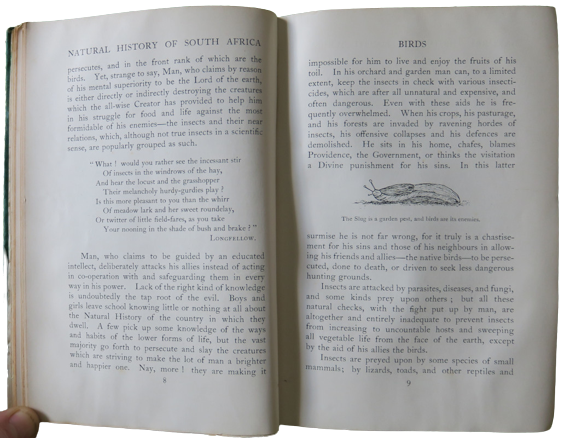 NATURAL HISTORY OF SOUTH AFRICA
persecutes, and in the front rank of which are the
birds. Yet, strange to say, Man, who claims by reason
of his mental superiority to be the Lord of the earth,
is either directly or indirectly destroying the creatures
which the all-wise Creator has provided to help him
in his struggle for food and life against the most
formidable of his enemies—the insects and their near
relations, which, although not true insects in a scientific
sense, are popularly grouped as such.
"What! would you rather see the incessant stir
Of insects in the windrows of the hay,
And hear the locust and the grasshopper
Their melancholy hurdy-gurdies play?
Is this more pleasant to you than the whirr
Of meadow lark and her sweet roundelay,
Or twitter of little field-fares, as you take
Your nooning in the shade of bush and brake?"
LONGFELLOW.
Man, who claims to be guided by an educated
intellect, deliberately attacks his allies instead of acting
in co-operation with and safeguarding them in every
way in his power. Lack of the right kind of knowledge
is undoubtedly the tap root of the evil. Boys and
girls leave school knowing little or nothing at all about
the Natural History of the country in which they
dwell. A few pick up some knowledge of the ways
and habits of the lower forms of life, but the vast
majority go forth to persecute and slay the creatures
which are striving to make the lot of man a brighter
and happier one. Nay, more! they are making it
8
BIRDS
impossible for him to live and enjoy the fruits of his
toil. In his orchard and garden man can, to a limited
extent, keep the insects in check with various insecti-
cides, which are after all unnatural and expensive, and
often dangerous. Even with these aids he is fre-
quently overwhelmed. When his crops, his pasturage,
and his forests are invaded by ravening hordes of
insects, his offensive collapses and his defences are
demolished. He sits in his home, chafes, blames
Providence, the Government, or thinks the visitation
a Divine punishment for his sins. In this latter
The Slug is a garden pest, and birds are its enemies.
surmise he is not far wrong, for it truly is a chastise-
ment for his sins and those of his neighbours in allow-
ing his friends and allies—the native birds—to be perse-
cuted, done to death, or driven to seek less dangerous
hunting grounds.
Insects are attacked by parasites, diseases, and fungi,
and some kinds prey upon others; but all these
natural checks, with the fight put up by man, are
altogether and entirely inadequate to prevent insects
from increasing to uncountable hosts and sweeping
all vegetable life from the face of the earth, except
by the aid of his allies the birds.
Insects are preyed upon by some species of small
mammals; by lizards, toads, and other reptiles and
9